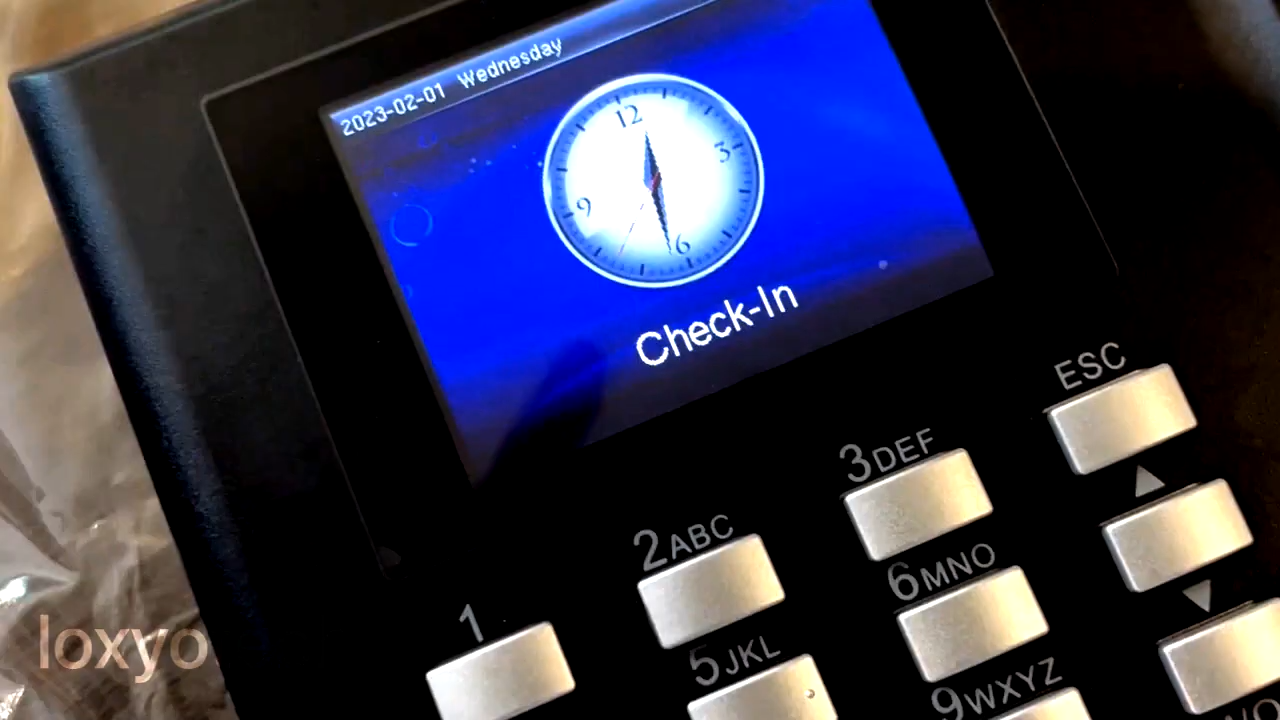 2023-02-01 Wednesday
12
3
9
6
Check-In
ESC
3DEF
2ABC
6MNO
1
5JKL
9WXYZ
loxyo